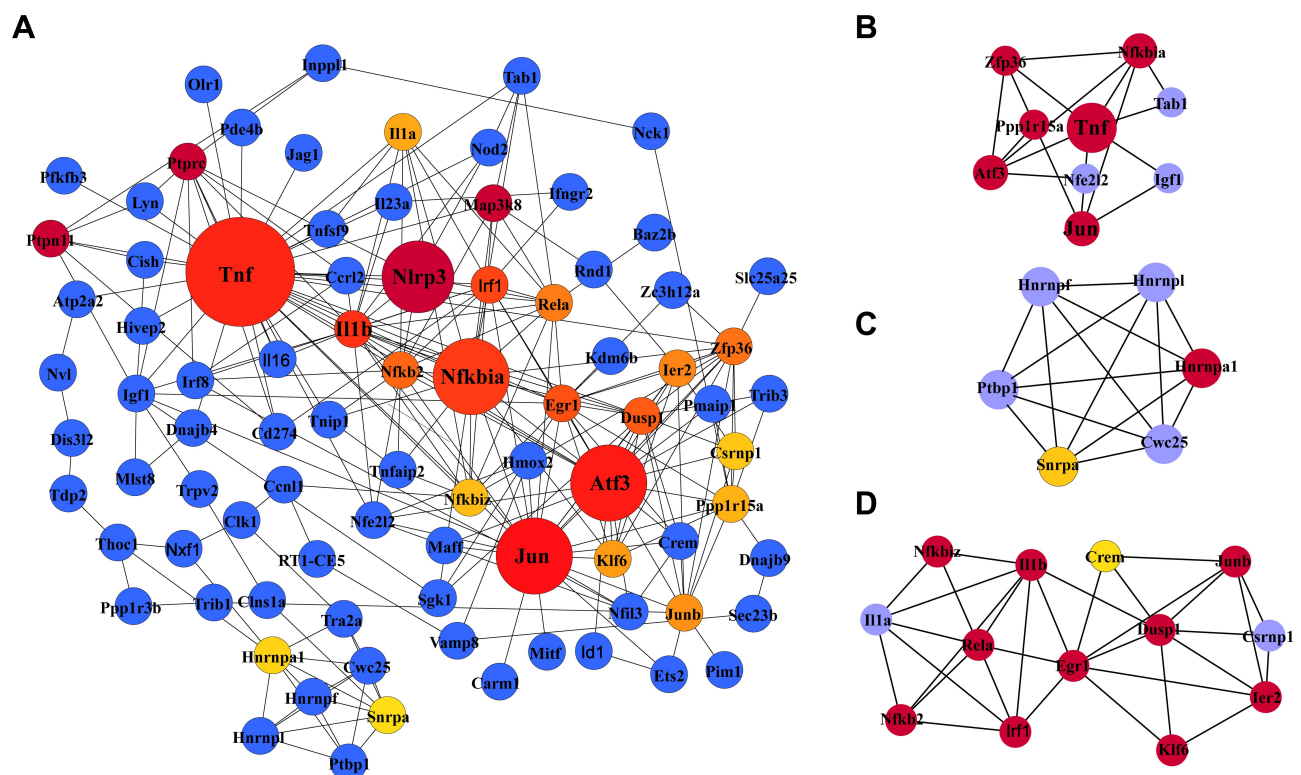 A
Inppl1
Olr1
Tab1
Pde4b
Il1a
Nck1
Jag1
Nod2
Ptprc
Pfkfb3
Lyn
Il23a
Map3k8
Ifngr2
Tnfsf9
Ptpn11
Baz2b
Cish
Tnf
Ccrl2
Nlrp3
Irf1
Rnd1
Slc25a25
Atp2a2
Zc3h12a
Rela
Hivep2
Il1b
Il16
Kdm6b
Zfp36
Nvl
Irf8
Nfkb2
Nfkbia
Ier2
Igf1
Egr1
Trib3
Dusp1
Pmaip1
Dnajb4
Cd274
Tnip1
Dis3l2
Csrnp1
Hmox2
Tnfaip2
Mlst8
Trpv2
Ccnl1
Atf3
Tdp2
Nfkbiz
Ppp1r15a
Clk1
Nfe2l2
Thoc1
Nxf1
Maff
Crem
RT1-CE5
Jun
Klf6
Dnajb9
Ppp1r3b
Trib1
Clns1a
Sgk1
Nfil3
Junb
Sec23b
Tra2a
Vamp8
Mitf
Id1
Hnrnpa1
Cwc25
Carm1
Ets2
Pim1
Hnrnpf
Snrpa
Hnrnpl
Ptbp1
B
Zfp36
Nfkbia
Tab1
Ppp1r15a
Tnf
Atf3
Nfe2l2
Igf1
Jun
C
Hnrnpf
Hnrnpl
Hnrnpa1
Ptbp1
Cwc25
Snrpa
D
Nfkbiz
Il1b
Crem
Junb
Il1a
Rela
Dusp1
Csrnp1
Egr1
Ier2
Nfkb2
Irf1
Klf6